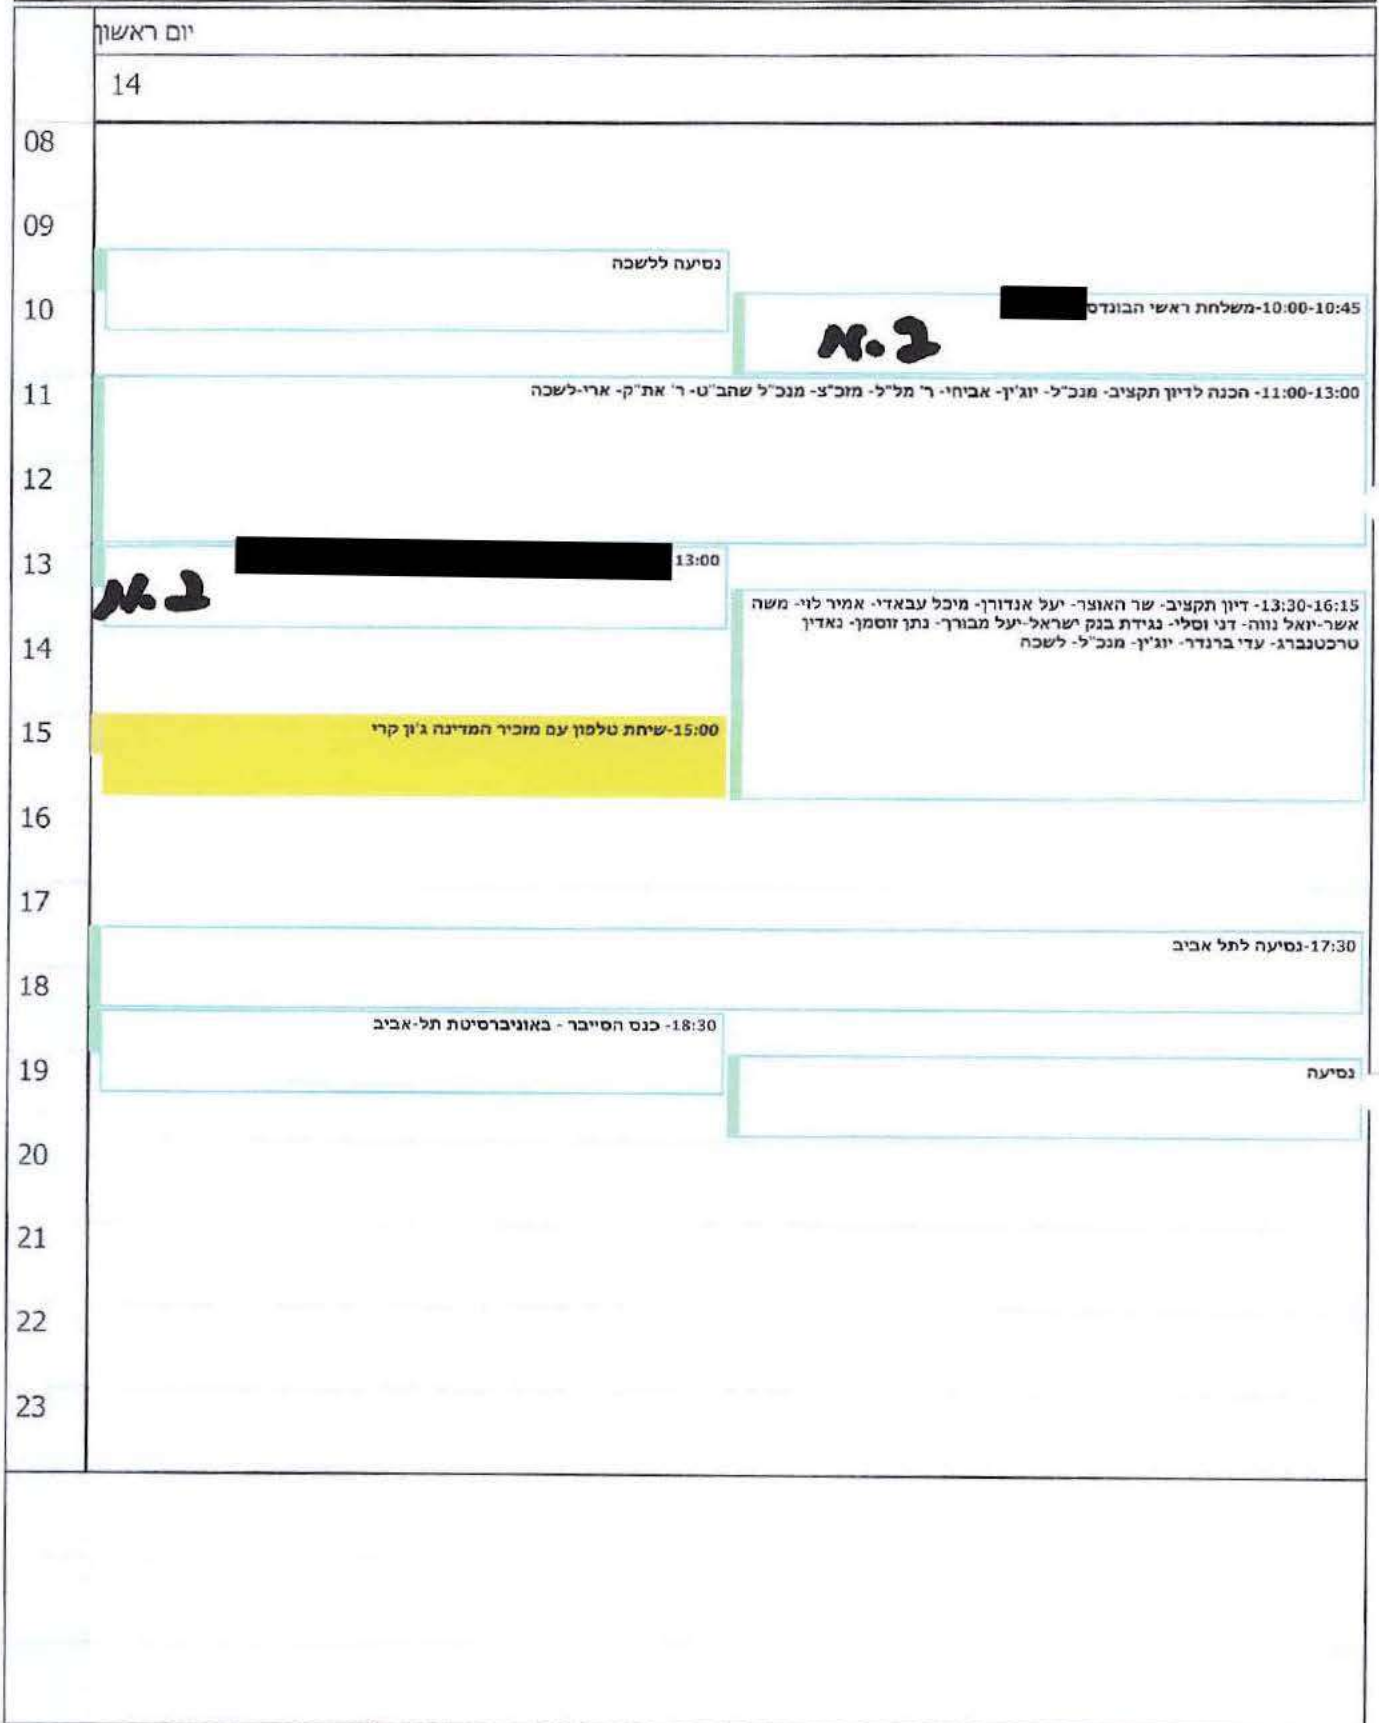 יום ראשון
14
08
09
נסיעה ללשכה
10
10:00-10:45-משלחת ראשי הבונדס
ב.מ
11
11:00-13:00- הכנה לדיון תקציב- מנכ"ל- יוג'ין- אביחי- ר' מל"ל- מזכ"צ- מנכ"ל שהב"ט- ר' את"ק- ארי-לשכה
12
13
13:00
ב.מ
13:30-16:15- דיון תקציב- שר האוצר- יעל אנדורן- מיכל עבאדי- אמיר לוי- משה
אשר-יואל נווה- דני וסלי- נגידת בנק ישראל-יעל מבורך- נתן זוסמן- נאדין
טרכטנברג- עדי ברנדר- יוג'ין- מנכ"ל- לשכה
14
15
15:00-שיחת טלפון עם מזכיר המדינה ג'ון קרי
16
17
17:30-נסיעה לתל אביב
18
18:30- כנס הסייבר - באוניברסיטת תל-אביב
19
נסיעה
20
21
22
23